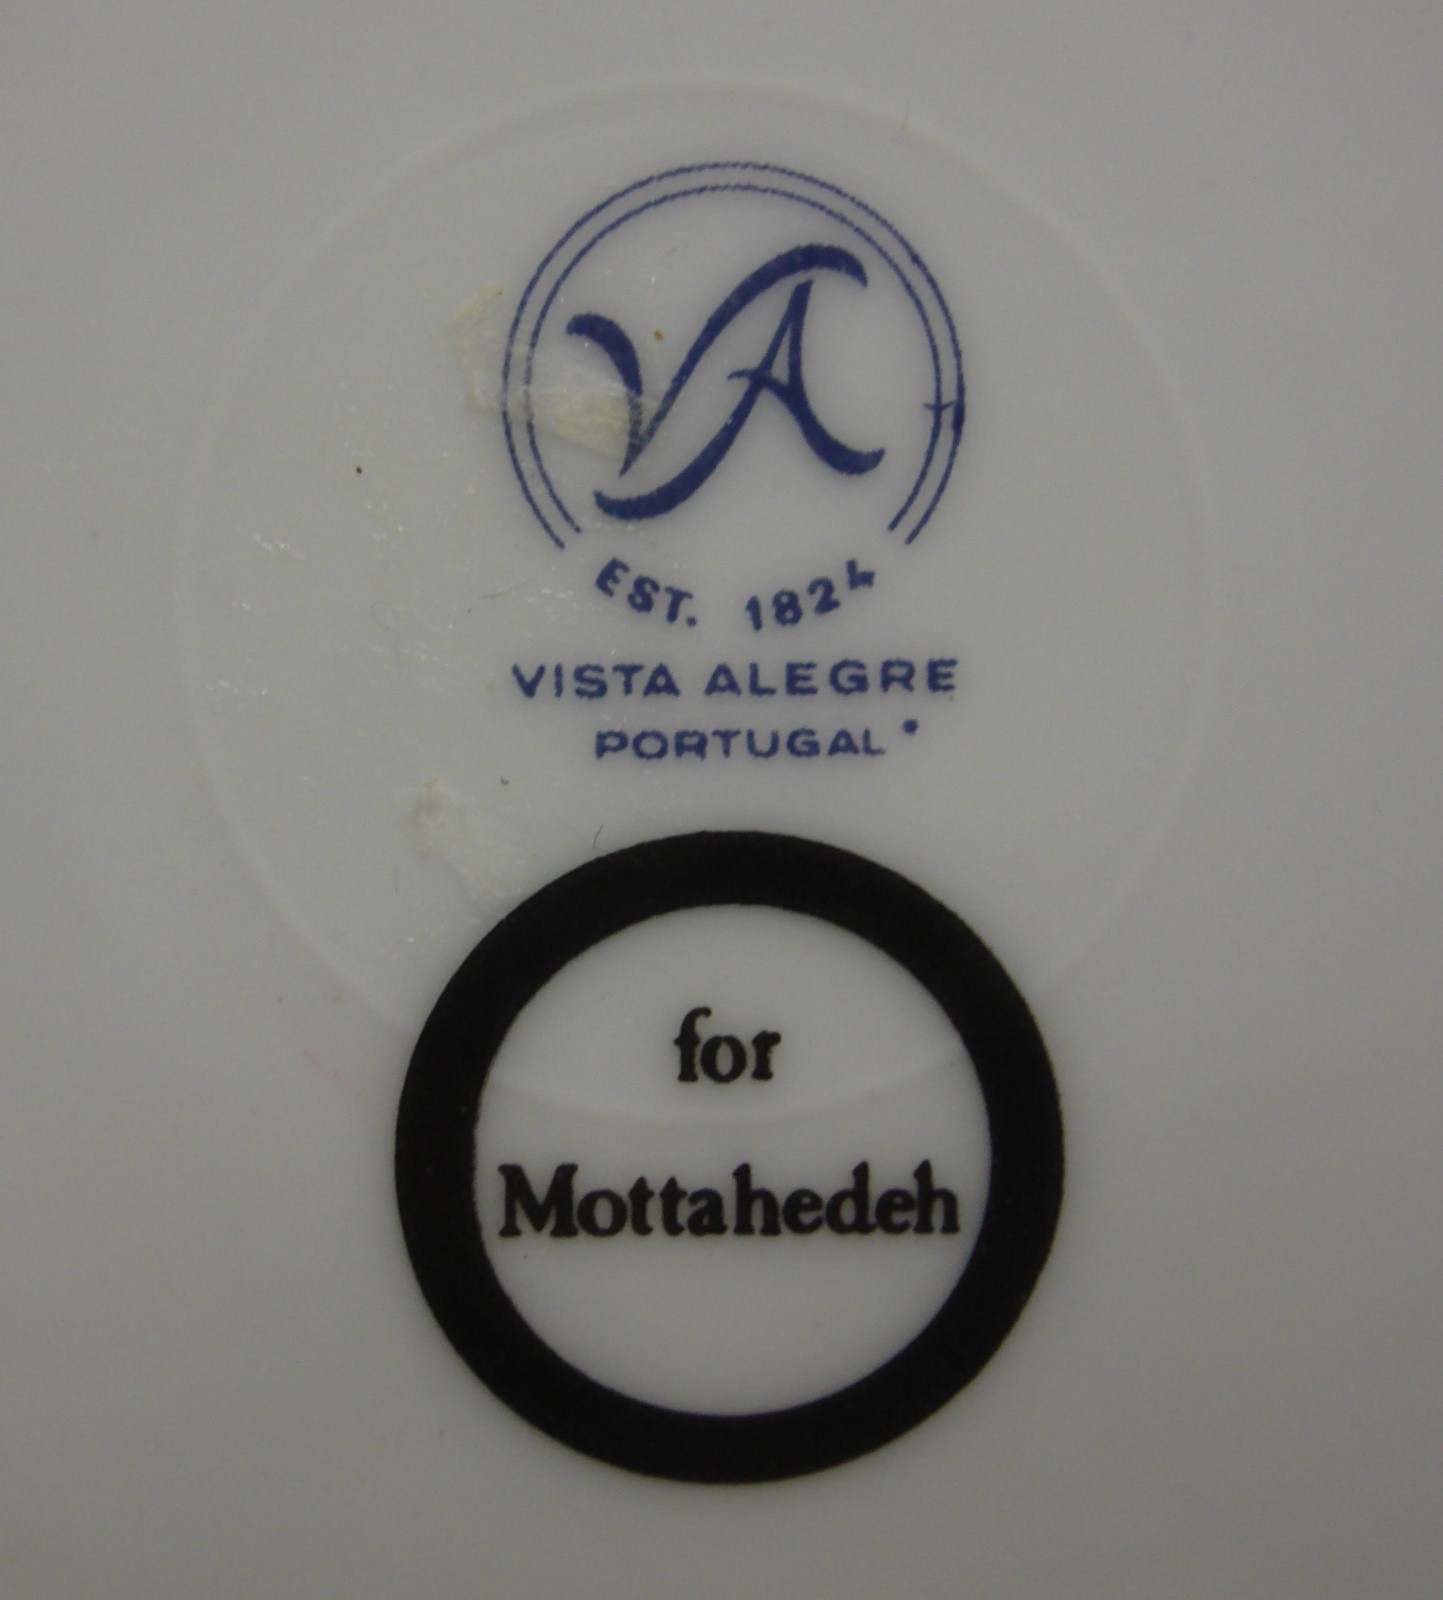 VA
EST. 1824
VISTA ALEGRE
PORTUGAL
for
Mottahedeh